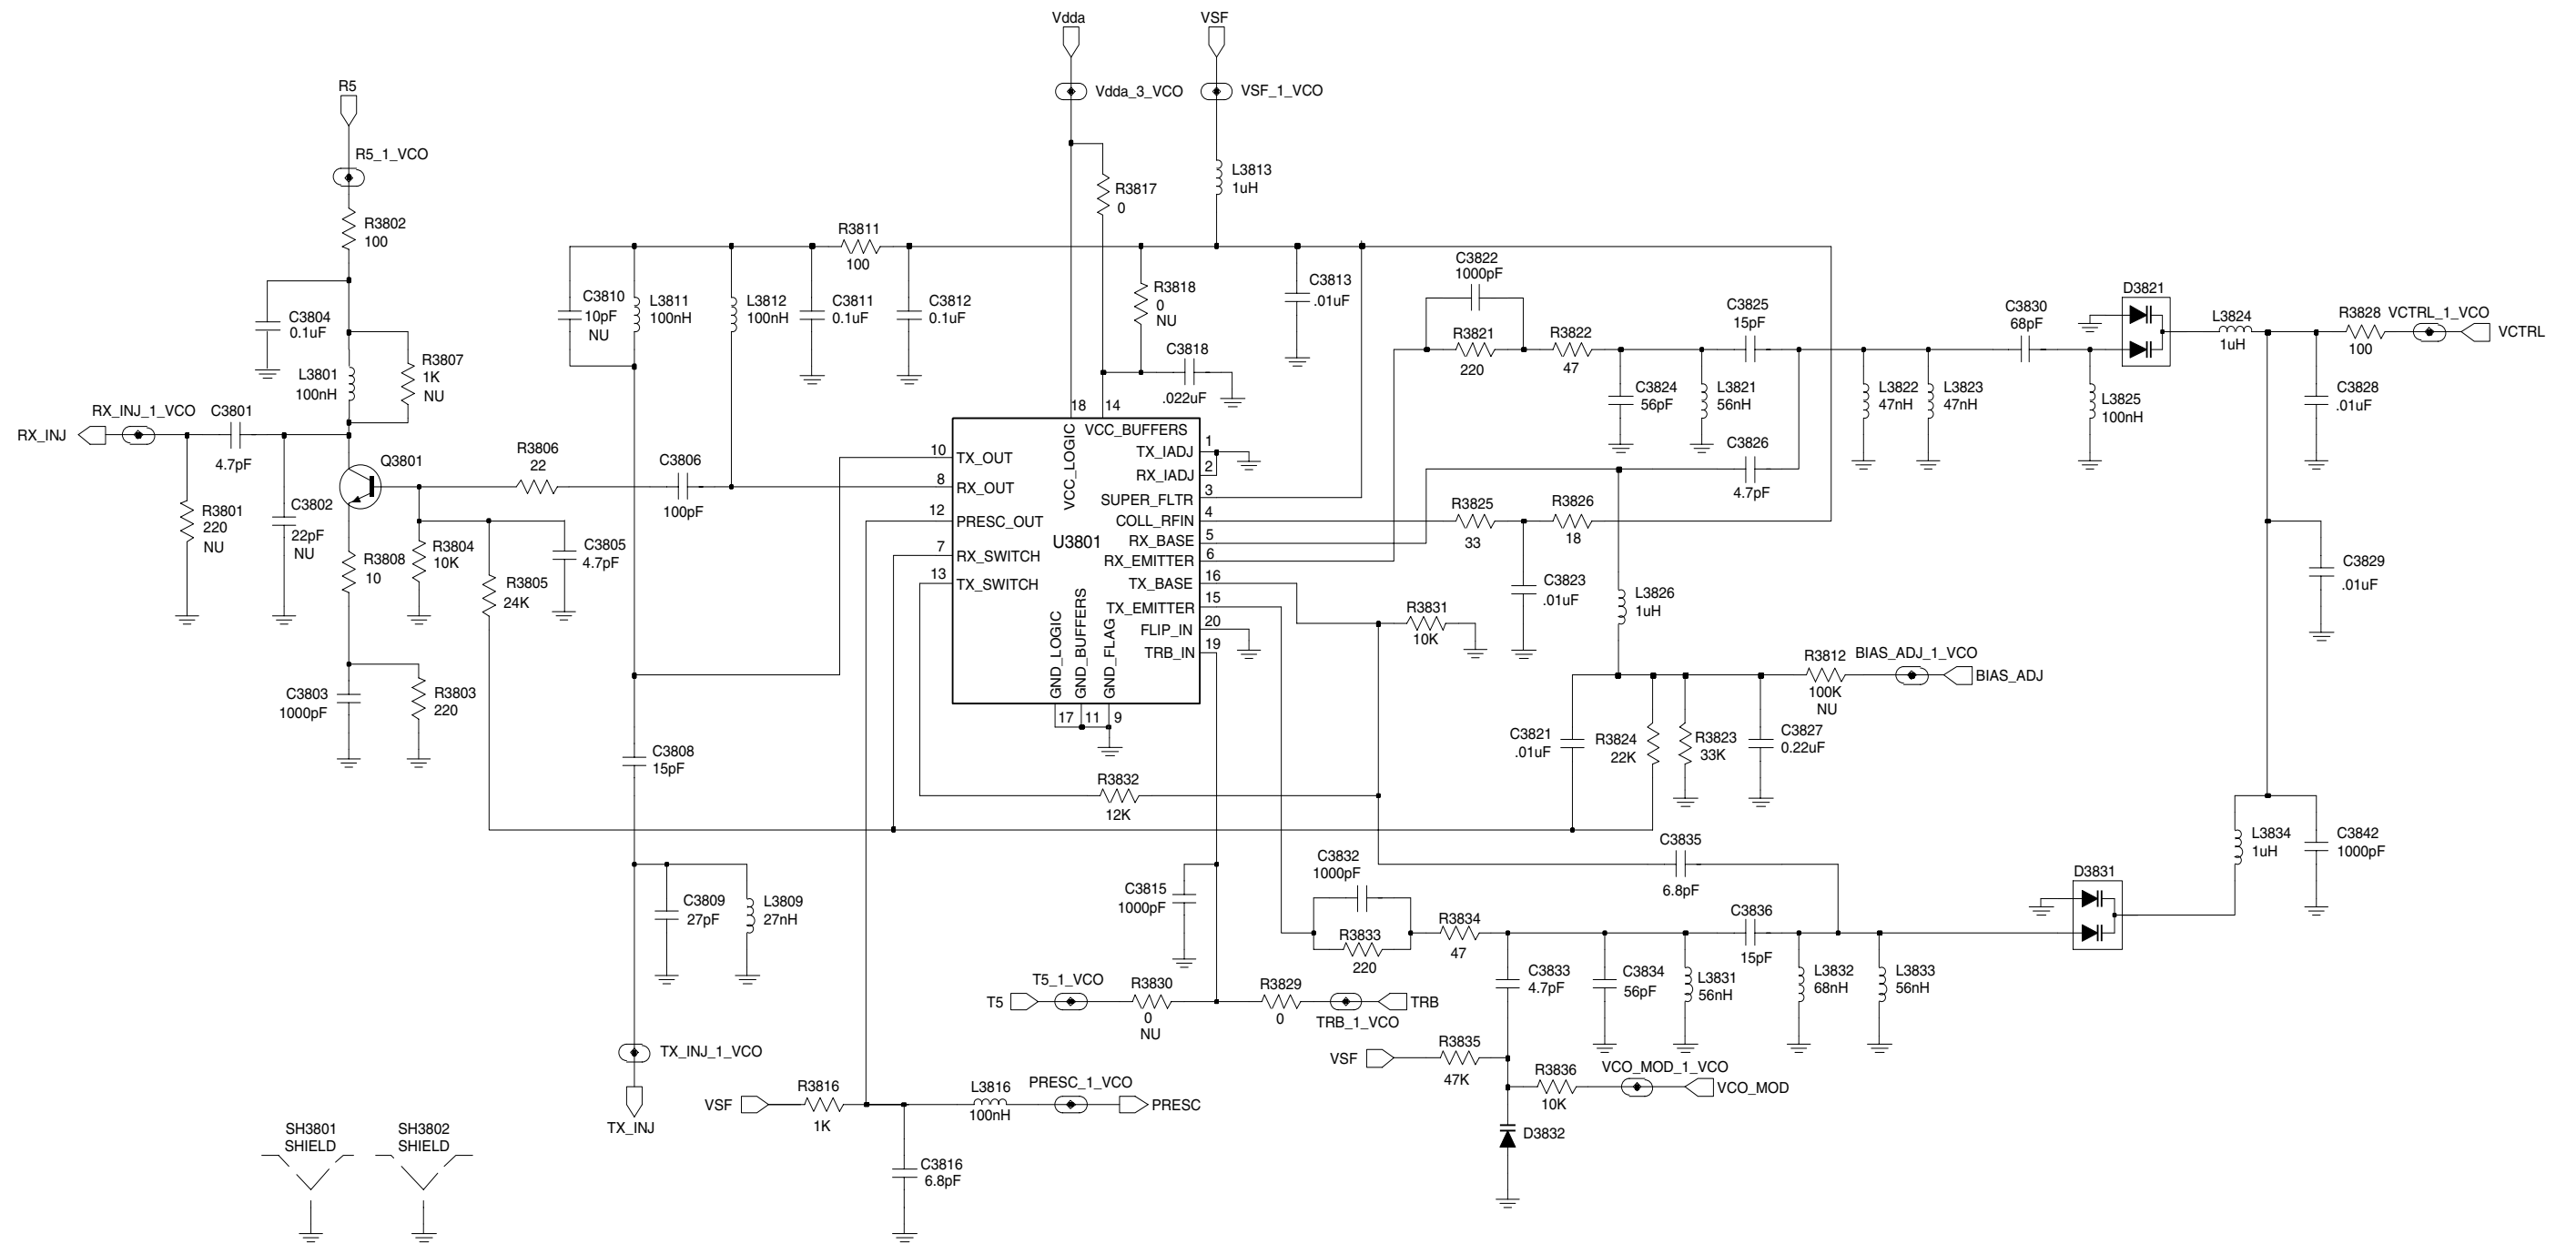 Vdda
VSF
Vdda_3_VCO
VSF_1_VCO
R5
R5_1_VCO
R3802
100
C3804
0.1uF
L3801
100nH
R3807
1K
NU
RX_INJ_1_VCO
C3801
4.7pF
RX_INJ
Q3801
R3801
220
NU
C3802
22pF
NU
R3808
10
R3804
10K
R3805
24K
C3805
4.7pF
C3803
1000pF
R3803
220
R3806
22
C3806
100pF
C3810
10pF
NU
L3811
100nH
L3812
100nH
C3811
0.1uF
R3811
100
C3812
0.1uF
R3817
0
L3813
1uH
R3818
0
NU
C3818
.022uF
C3813
.01uF
18
14
VCC_LOGIC
VCC_BUFFERS
10
TX_OUT
8
RX_OUT
12
PRESC_OUT
7
RX_SWITCH
13
TX_SWITCH
U3801
TX_IADJ
1
RX_IADJ
2
SUPER_FLTR
3
COLL_RFIN
4
RX_BASE
5
RX_EMITTER
6
TX_BASE
16
TX_EMITTER
15
FLIP_IN
20
TRB_IN
19
GND_LOGIC
GND_BUFFERS
GND_FLAG
17
11
9
C3822
1000pF
R3821
220
R3822
47
C3825
15pF
C3824
56pF
L3821
56nH
C3826
4.7pF
L3822
47nH
L3823
47nH
C3830
68pF
D3821
L3825
100nH
L3824
1uH
R3828
100
VCTRL_1_VCO
VCTRL
C3828
.01uF
C3829
.01uF
R3825
33
R3826
18
C3823
.01uF
L3826
1uH
R3831
10K
R3812
100K
NU
BIAS_ADJ_1_VCO
BIAS_ADJ
C3821
.01uF
R3824
22K
R3823
33K
C3827
0.22uF
R3832
12K
C3808
15pF
C3809
27pF
L3809
27nH
C3815
1000pF
C3832
1000pF
R3833
220
R3834
47
C3835
6.8pF
C3836
15pF
C3833
4.7pF
C3834
56pF
L3831
56nH
L3832
68nH
L3833
56nH
D3831
L3834
1uH
C3842
1000pF
T5
T5_1_VCO
R3830
0
NU
R3829
0
TRB
TRB_1_VCO
VSF
R3835
47K
R3836
10K
VCO_MOD_1_VCO
VCO_MOD
D3832
TX_INJ_1_VCO
TX_INJ
VSF
R3816
1K
L3816
100nH
PRESC_1_VCO
PRESC
C3816
6.8pF
SH3801
SHIELD
SH3802
SHIELD